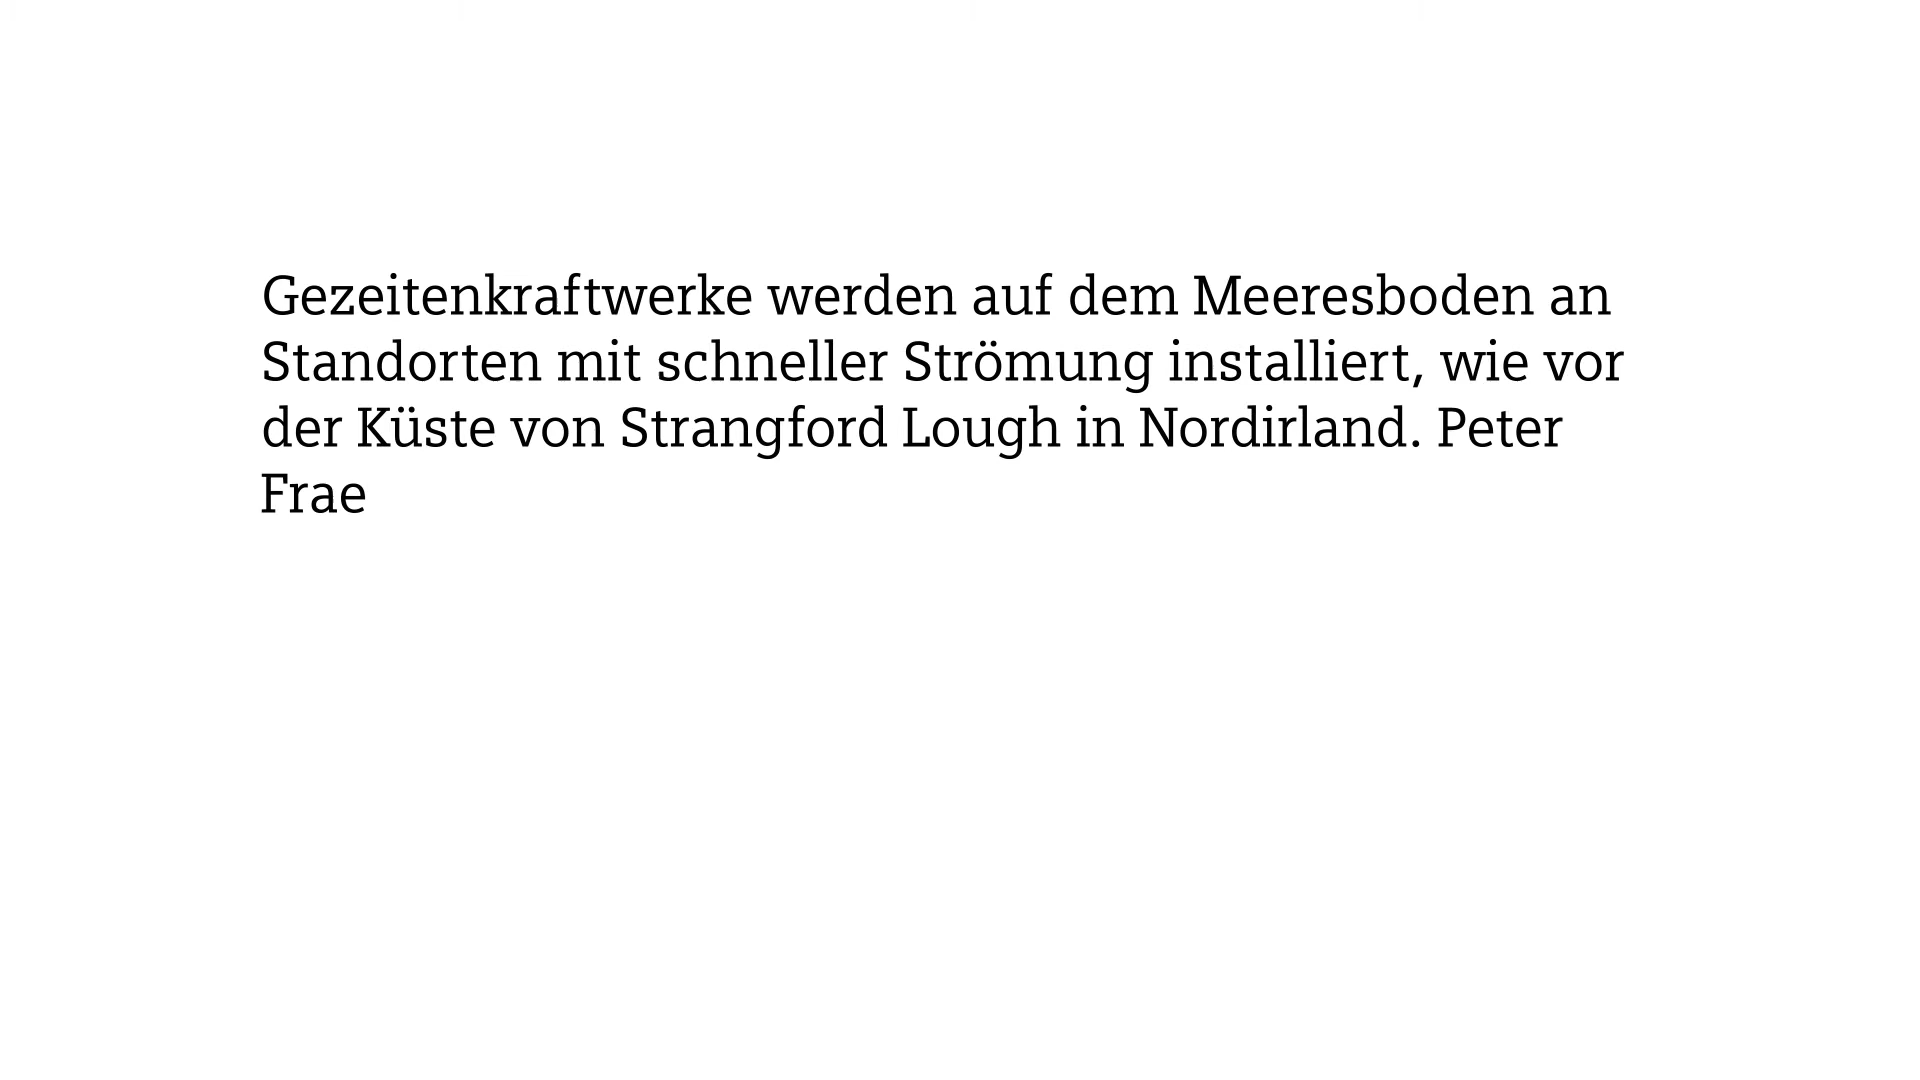 Gezeitenkraftwerke werden auf dem Meeresboden an
Standorten mit schneller Strömung installiert, wie vor
der Küste von Strangford Lough in Nordirland. Peter
Frae